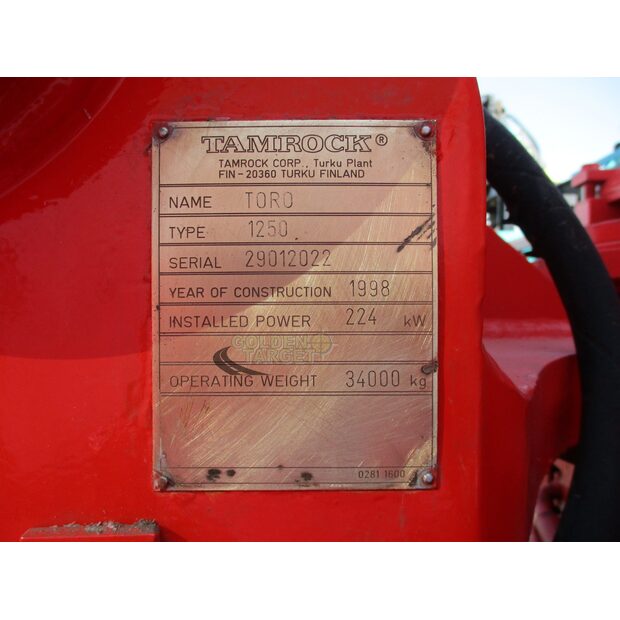 TAMROCK®
TAMROCK CORP., Turku Plant
FIN-20360 TURKU FINLAND
NAME TORO
TYPE 1250
SERIAL 29012022
YEAR OF CONSTRUCTION 1998
INSTALLED POWER 224 kW
GOLDEN
TARGET
OPERATING WEIGHT 34000 kg
0281 1600